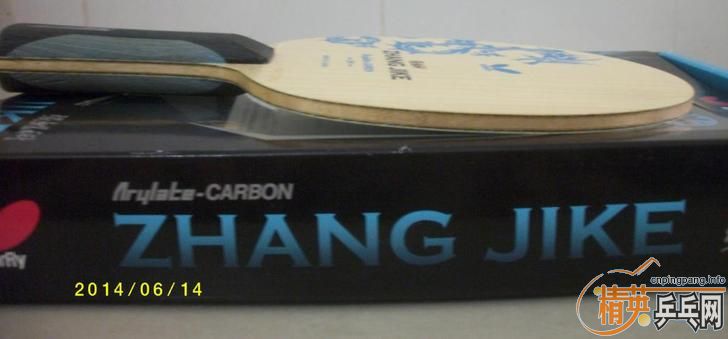 ZHANG JIKE
Arylate-CARBON
ZHANG JIKE
2014/06/14
cnpingpang.info
精英乒乓网